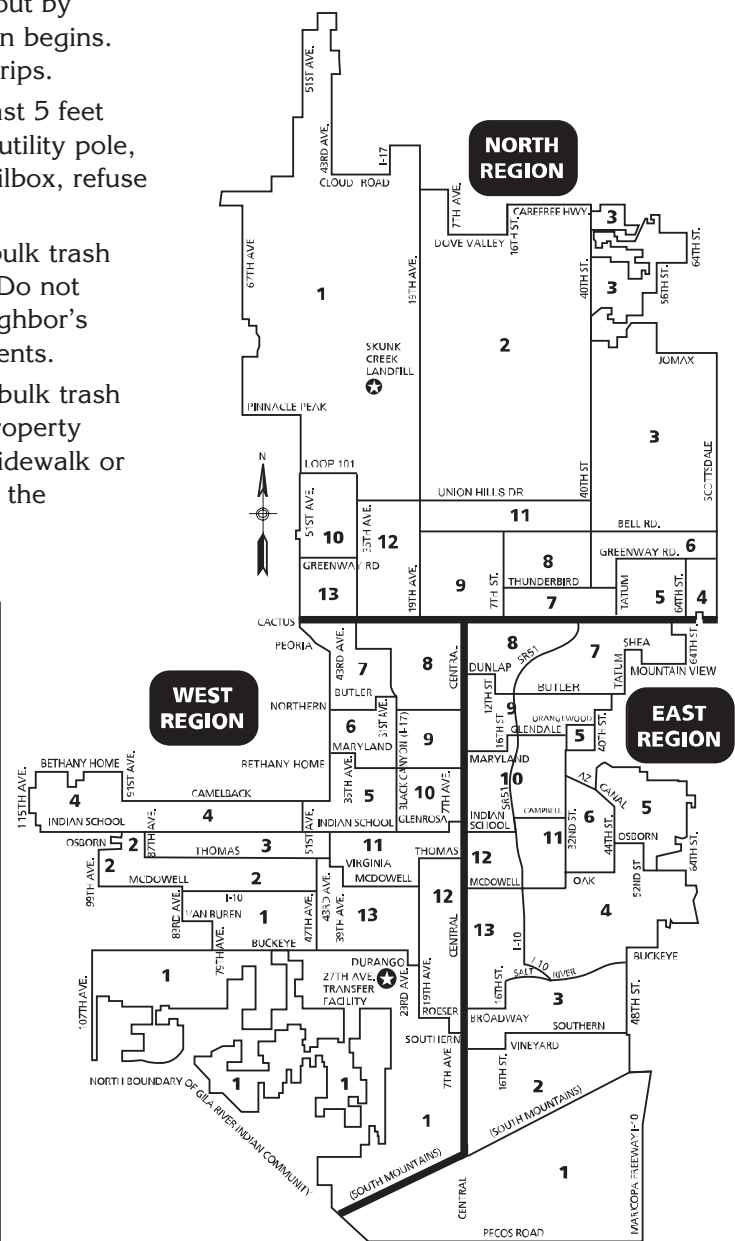 out by
n begins.
rips.
ast 5 feet
utility pole,
ilbox, refuse
bulk trash
Do not
ighbor's
ents.
bulk trash
roperty
idewalk or
the
NORTH
REGION
51ST AVE.
43RD AVE.
I-17
CLOUD ROAD
7TH AVE.
CAREFREE HWY.
16TH ST.
DOVE VALLEY
3
64TH ST.
56TH ST.
67TH AVE
19TH AVE.
40TH ST.
3
1
2
SKUNK
CREEK
LANDFILL
JOMAX
PINNACLE PEAK
3
SCOTTSDALE
N
LOOP 101
40TH ST
UNION HILLS DR
51ST AVE.
35TH AVE.
11
BELL RD.
10
12
GREENWAY RD.
6
GREENWAY RD
8
9
7TH ST.
THUNDERBIRD
13
19TH AVE.
7
TATUM
5
64TH ST.
4
CACTUS
PEORIA
43RD AVE.
7
8
CENTRAL
8
SR51
7
SHEA
64TH ST.
DUNLAP
MOUNTAIN VIEW
TATUM
WEST
REGION
BUTLER
BUTLER
NORTHERN
31ST AVE.
12TH ST
9
EAST
REGION
6
BLACK CANYON (I-17)
9
16TH ST
ORANGEWOOD
GLENDALE
5
40TH ST.
MARYLAND
MARYLAND
BETHANY HOME
BETHANY HOME
91ST AVE.
35TH AVE.
10
AZ
CANAL
115TH AVE.
4
CAMELBACK
5
10
7TH AVE.
SR51
5
INDIAN SCHOOL
4
INDIAN SCHOOL
GLENROSA
INDIAN
SCHOOL
CAMPBELL
32ND ST.
6
44TH ST.
OSBORN
2
87TH AVE.
3
51ST AVE.
11
11
OSBORN
THOMAS
VIRGINIA
THOMAS
12
52ND ST
64TH ST.
99TH AVE.
2
MCDOWELL
2
MCDOWELL
MCDOWELL
OAK
I-10
12
4
83RD AVE.
VAN BUREN
1
47TH AVE.
43RD AVE.
39TH AVE.
13
CENTRAL
13
I-10
79TH AVE.
BUCKEYE
BUCKEYE
DURANGO
27TH AVE.
TRANSFER
FACILITY
107TH AVE.
1
23RD AVE.
19TH AVE.
16TH ST.
I-10
SALT
RIVER
48TH ST.
ROESER
BROADWAY
3
SOUTHERN
SOUTHERN
7TH AVE
16TH ST.
VINEYARD
NORTH BOUNDARY OF GILA RIVER INDIAN COMMUNITY
1
1
2
1
(SOUTH MOUNTAINS)
(SOUTH MOUNTAINS)
CENTRAL
1
MARICOPA FREEWAY I-10
PECOS ROAD